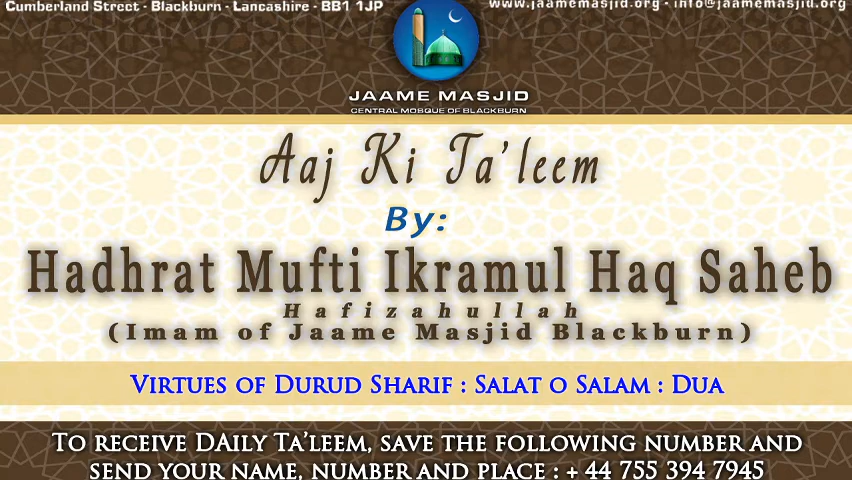 Cumberland Street - Blackburn - Lancashire - BB1 1JP
www.jaamemasjid.org - info@jaamemasjid.org
JAAME MASJID
CENTRAL MOSQUE OF BLACKBURN
Aaj Ki Ta'leem
By:
Hadhrat Mufti Ikramul Haq Saheb
Hafizahullah
(Imam of Jaame Masjid Blackburn)
VIRTUES OF DURUD SHARIF : SALAT O SALAM : DUA
TO RECEIVE DAILY TA'LEEM, SAVE THE FOLLOWING NUMBER AND
SEND YOUR NAME, NUMBER AND PLACE : + 44 755 394 7945